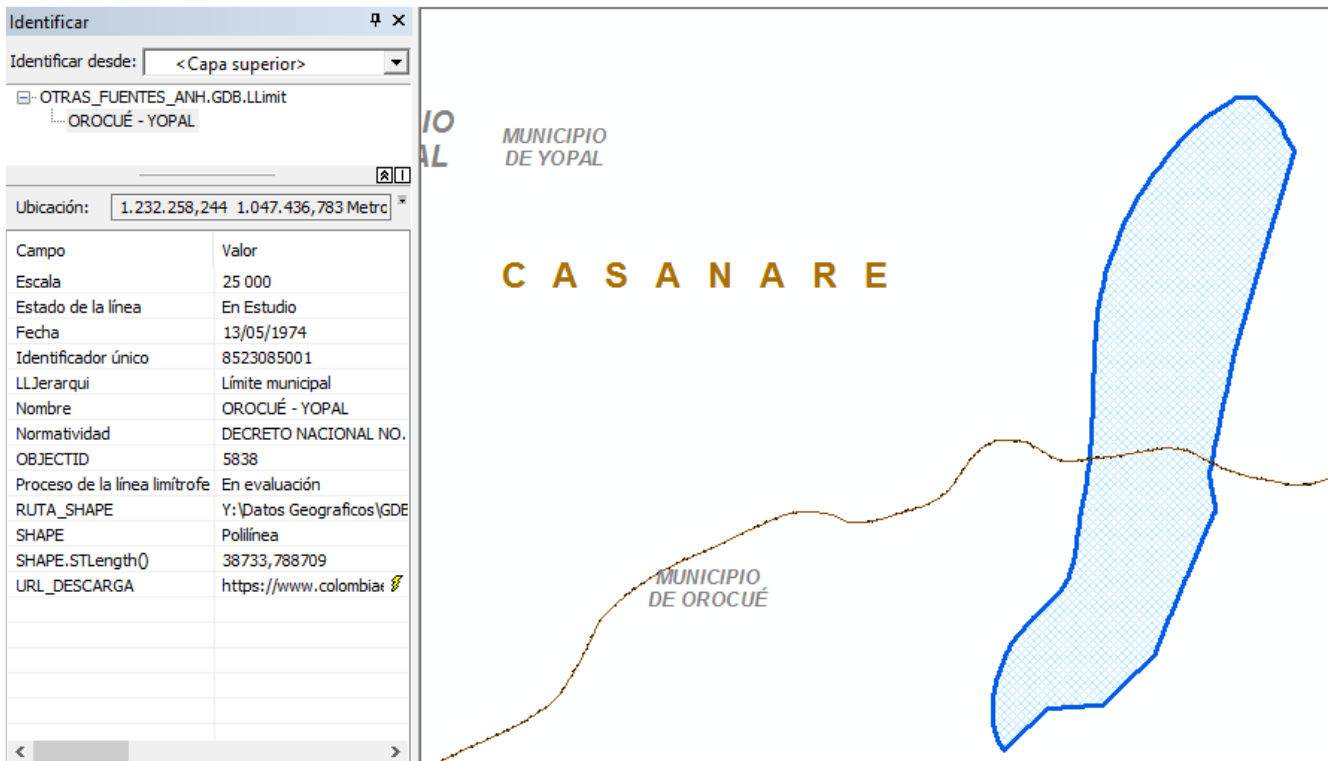 Identificar
Identificar desde: <Capa superior>
OTRAS_FUENTES_ANH.GDB.LLimit
OROCUÉ - YOPAL
Ubicación: 1.232.258,244 1.047.436,783 Metrc
Campo Valor
Escala 25 000
Estado de la línea En Estudio
Fecha 13/05/1974
Identificador único 8523085001
LLJerarqui Límite municipal
Nombre OROCUÉ - YOPAL
Normatividad DECRETO NACIONAL NO.
OBJECTID 5838
Proceso de la línea limítrofe En evaluación
RUTA_SHAPE Y:\Datos Geograficos\GDB
SHAPE Polilínea
SHAPE.STLength() 38733,788709
URL_DESCARGA https://www.colombiae
IO
AL
MUNICIPIO
DE YOPAL
CASANARE
MUNICIPIO
DE OROCUÉ